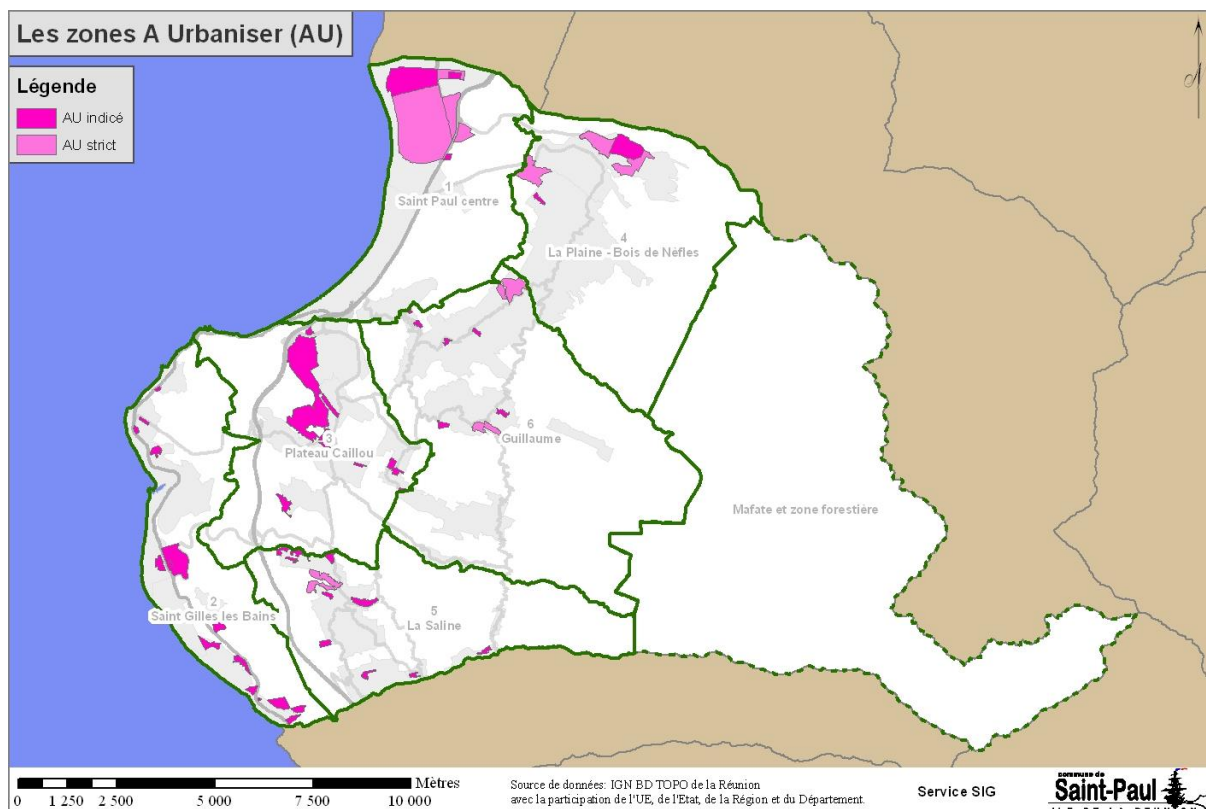 Les zones A Urbaniser (AU)
Légende
AU indicé
AU strict
1
Saint Paul centre
4
La Plaine - Bois de Nèfles
6
Guillaume
3
Plateau Caillou
Mafate et zone forestière
2
Saint Gilles les Bains
5
La Saline
Mètres
0 1 250 2 500 5 000 7 500 10 000
Source de données: IGN BD TOPO de la Réunion
avec la participation de l'UE, de l'Etat, de la Région et du Département.
Service SIG
commune de
Saint-Paul